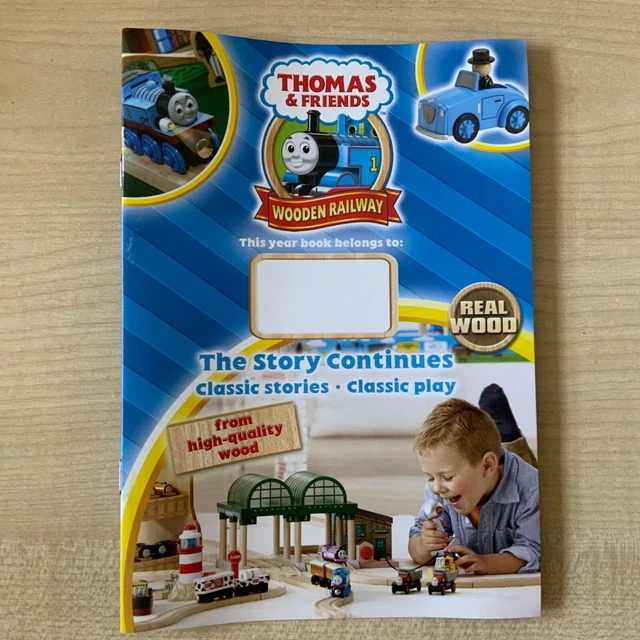 THOMAS
& FRIENDS
™
1
WOODEN RAILWAY
This year book belongs to:
REAL
WOOD
The Story Continues
Classic stories · Classic play
from
high-quality
wood